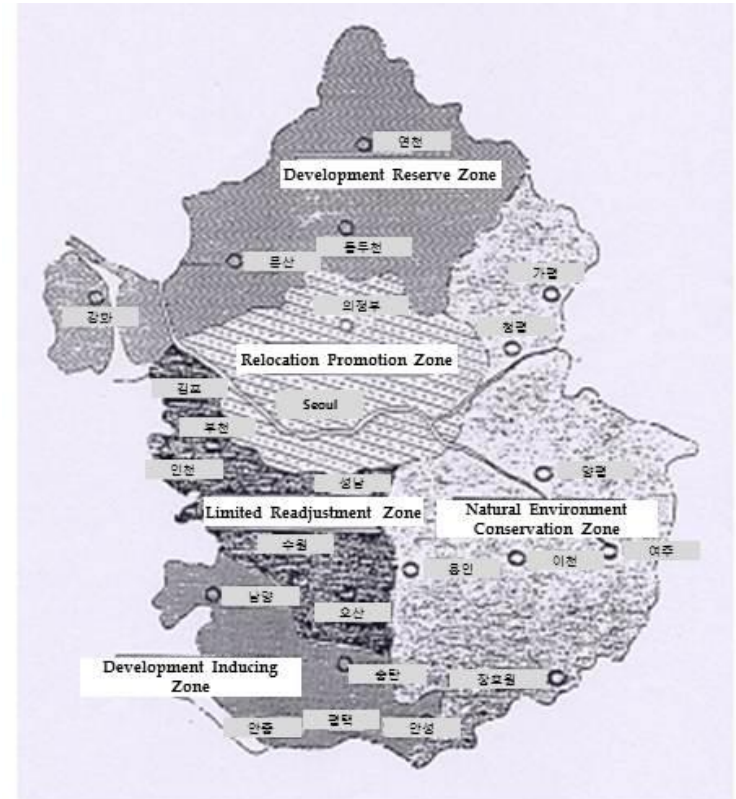 연천
Development Reserve Zone
동두천
문산
가평
의정부
강화
청평
Relocation Promotion Zone
김포
Seoul
부천
인천
성남
양평
Limited Readjustment Zone
Natural Environment
Conservation Zone
수원
여주
이천
용인
남양
오산
Development Inducing
Zone
송탄
장호원
평택
안중
안성